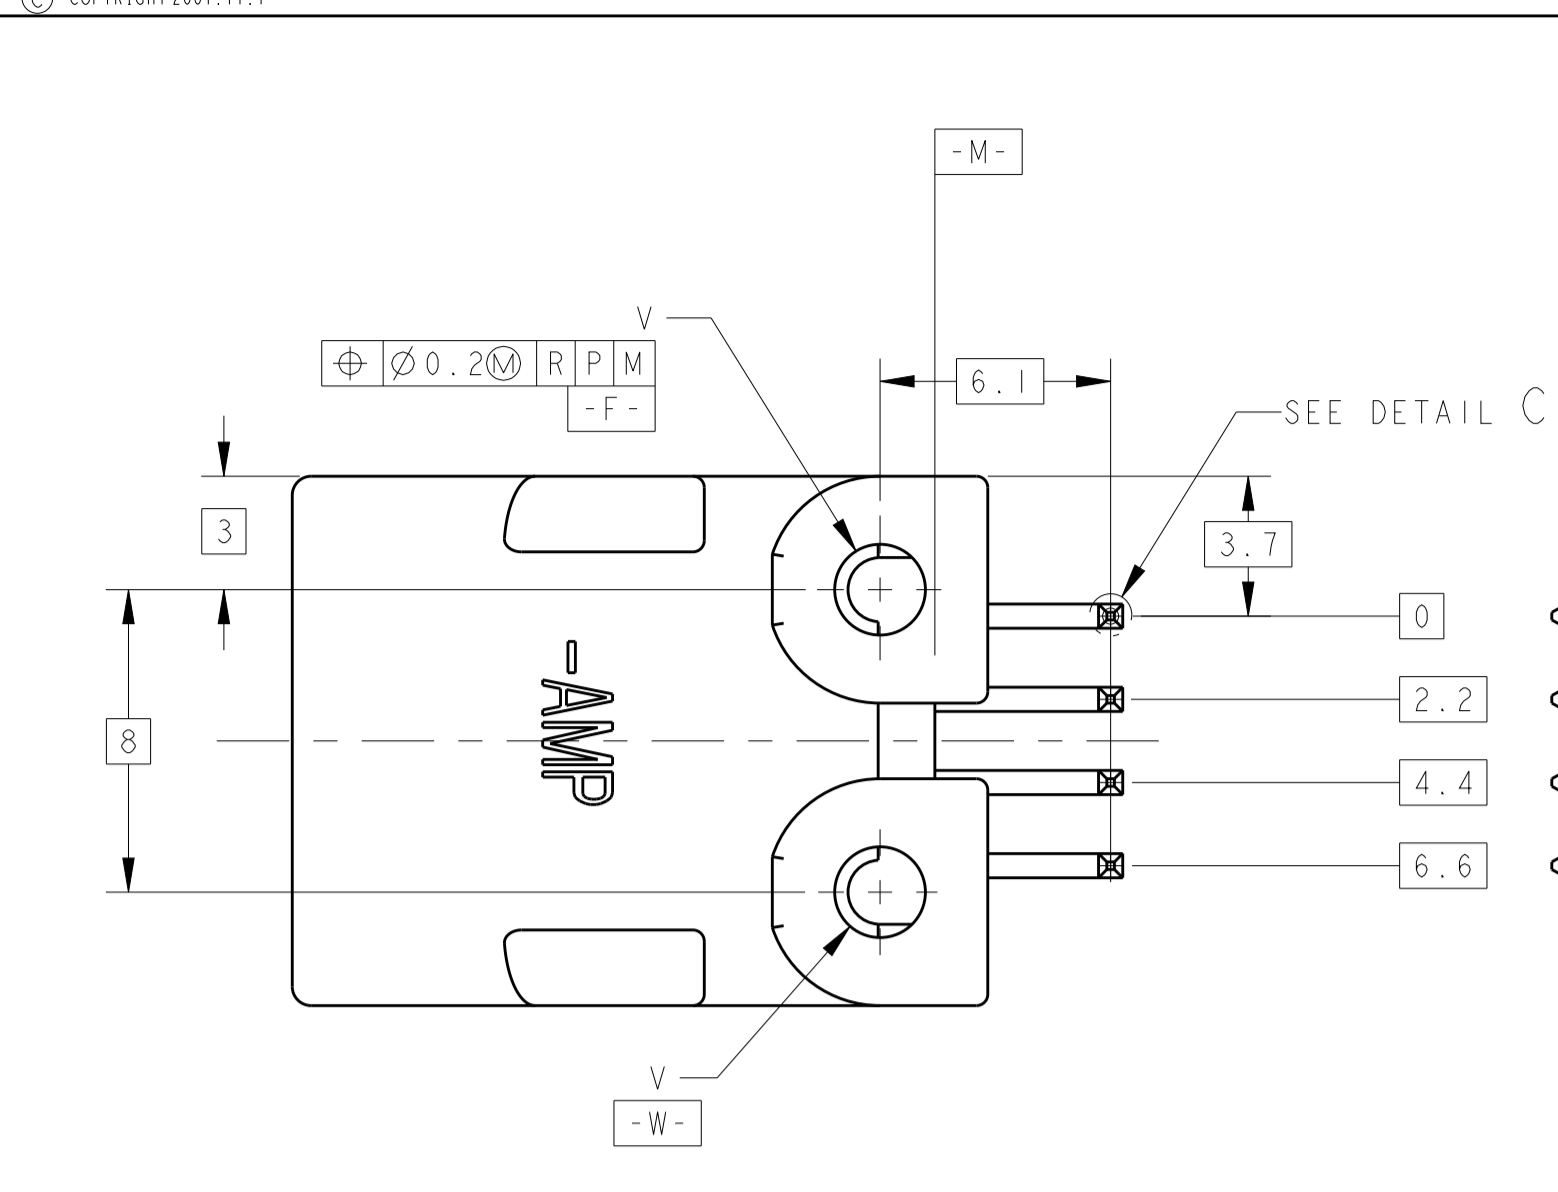 -M-
V
⌖ ⌀0.2Ⓜ R P M
-F-
6.1
SEE DETAIL C
3
3.7
0
-AMP
2.2
8
4.4
6.6
V
-W-